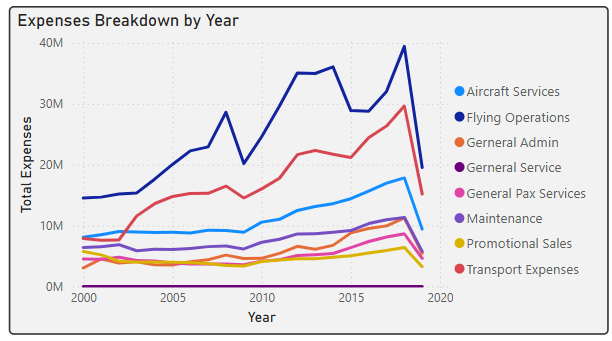 Expenses Breakdown by Year
40M
30M
20M
10M
0M
Total Expenses
2000 2005 2010 2015 2020
Year
Aircraft Services
Flying Operations
Gerneral Admin
Gerneral Service
General Pax Services
Maintenance
Promotional Sales
Transport Expenses